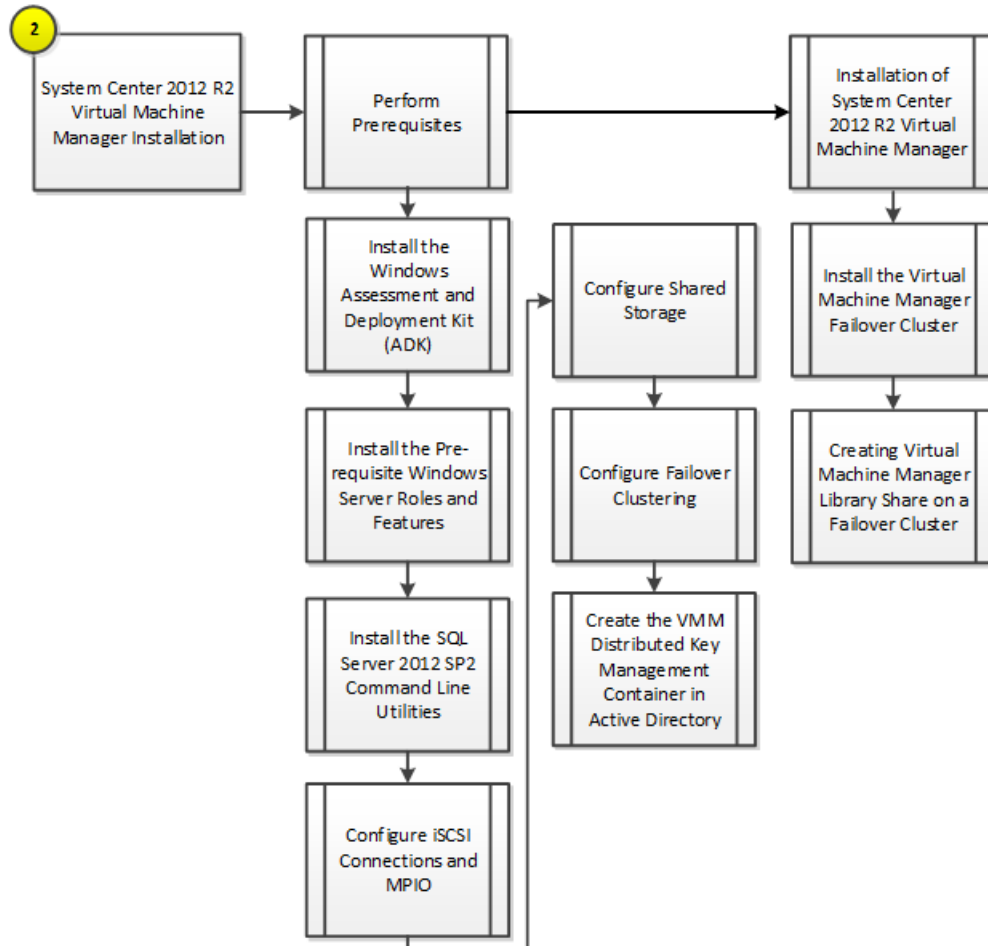 2
System Center 2012 R2
Virtual Machine
Manager Installation
Perform
Prerequisites
Install the
Windows
Assessment and
Deployment Kit
(ADK)
Install the Pre-
requisite Windows
Server Roles and
Features
Install the SQL
Server 2012 SP2
Command Line
Utilities
Configure iSCSI
Connections and
MPIO
Configure Shared
Storage
Configure Failover
Clustering
Create the VMM
Distributed Key
Management
Container in
Active Directory
Installation of
System Center
2012 R2 Virtual
Machine Manager
Install the Virtual
Machine Manager
Failover Cluster
Creating Virtual
Machine Manager
Library Share on a
Failover Cluster